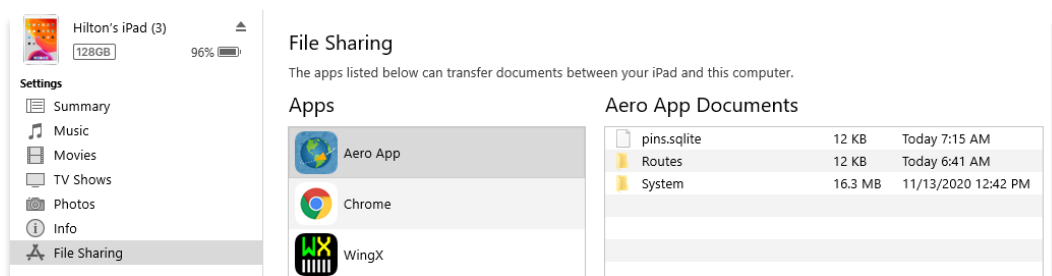 Hilton's iPad (3)
128GB
96%
Settings
Summary
Music
Movies
TV Shows
Photos
Info
File Sharing
File Sharing
The apps listed below can transfer documents between your iPad and this computer.
Apps
Aero App
Chrome
WX
WingX
Aero App Documents
pins.sqlite 12 KB Today 7:15 AM
Routes 12 KB Today 6:41 AM
System 16.3 MB 11/13/2020 12:42 PM